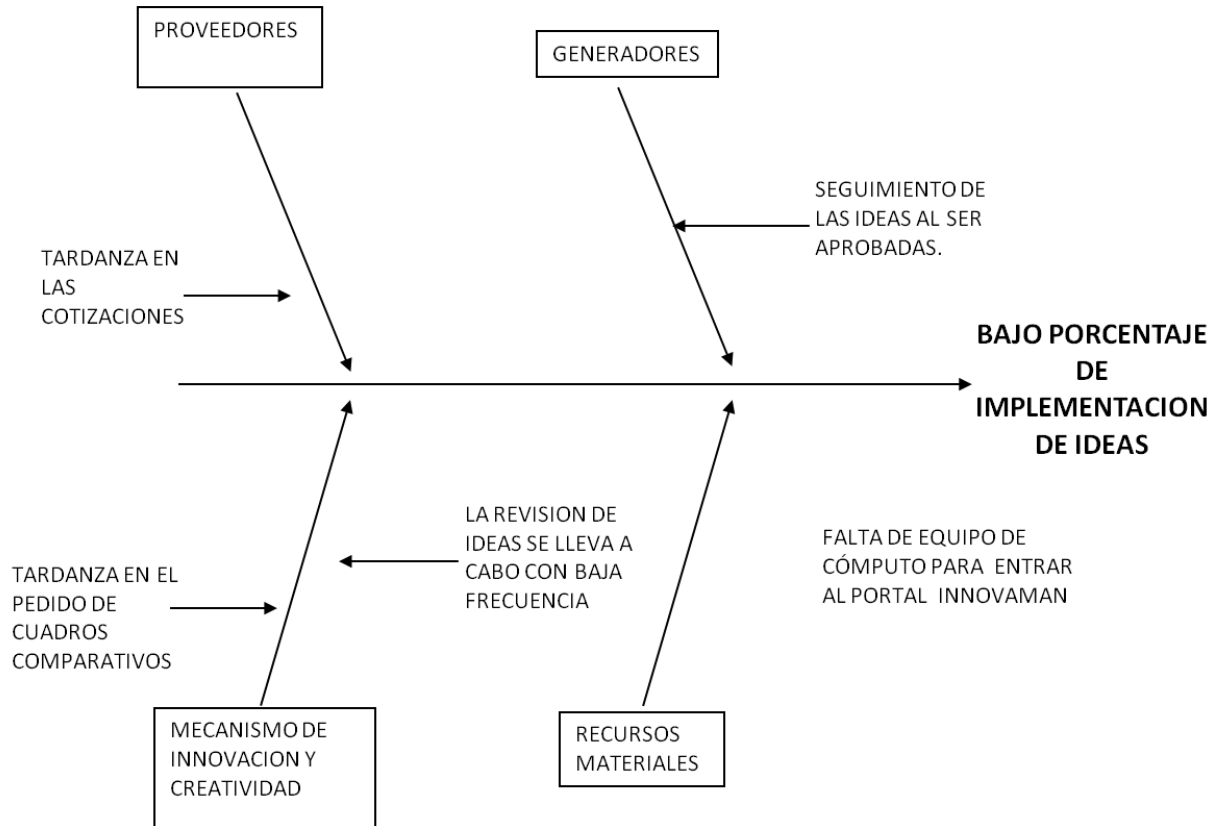 PROVEEDORES
GENERADORES
SEGUIMIENTO DE
LAS IDEAS AL SER
APROBADAS.
TARDANZA EN
LAS
COTIZACIONES
BAJO PORCENTAJE
DE
IMPLEMENTACION
DE IDEAS
LA REVISION DE
IDEAS SE LLEVA A
CABO CON BAJA
FRECUENCIA
FALTA DE EQUIPO DE
CÓMPUTO PARA ENTRAR
AL PORTAL INNOVAMAN
TARDANZA EN EL
PEDIDO DE
CUADROS
COMPARATIVOS
MECANISMO DE
INNOVACION Y
CREATIVIDAD
RECURSOS
MATERIALES